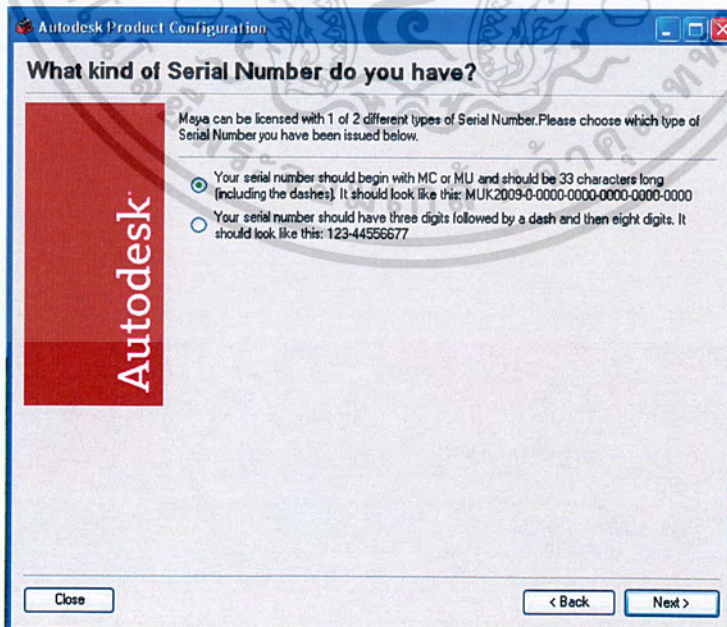 Autodesk Product Configuration
What kind of Serial Number do you have?
Maya can be licensed with 1 of 2 different types of Serial Number.Please choose which type of
Serial Number you have been issued below.
Your serial number should begin with MC or MU and should be 33 characters long
(including the dashes). It should look like this: MUK2009-0-0000-0000-0000-0000-0000
Your serial number should have three digits followed by a dash and then eight digits. It
should look like this: 123-44556677
Autodesk
Close
< Back
Next >